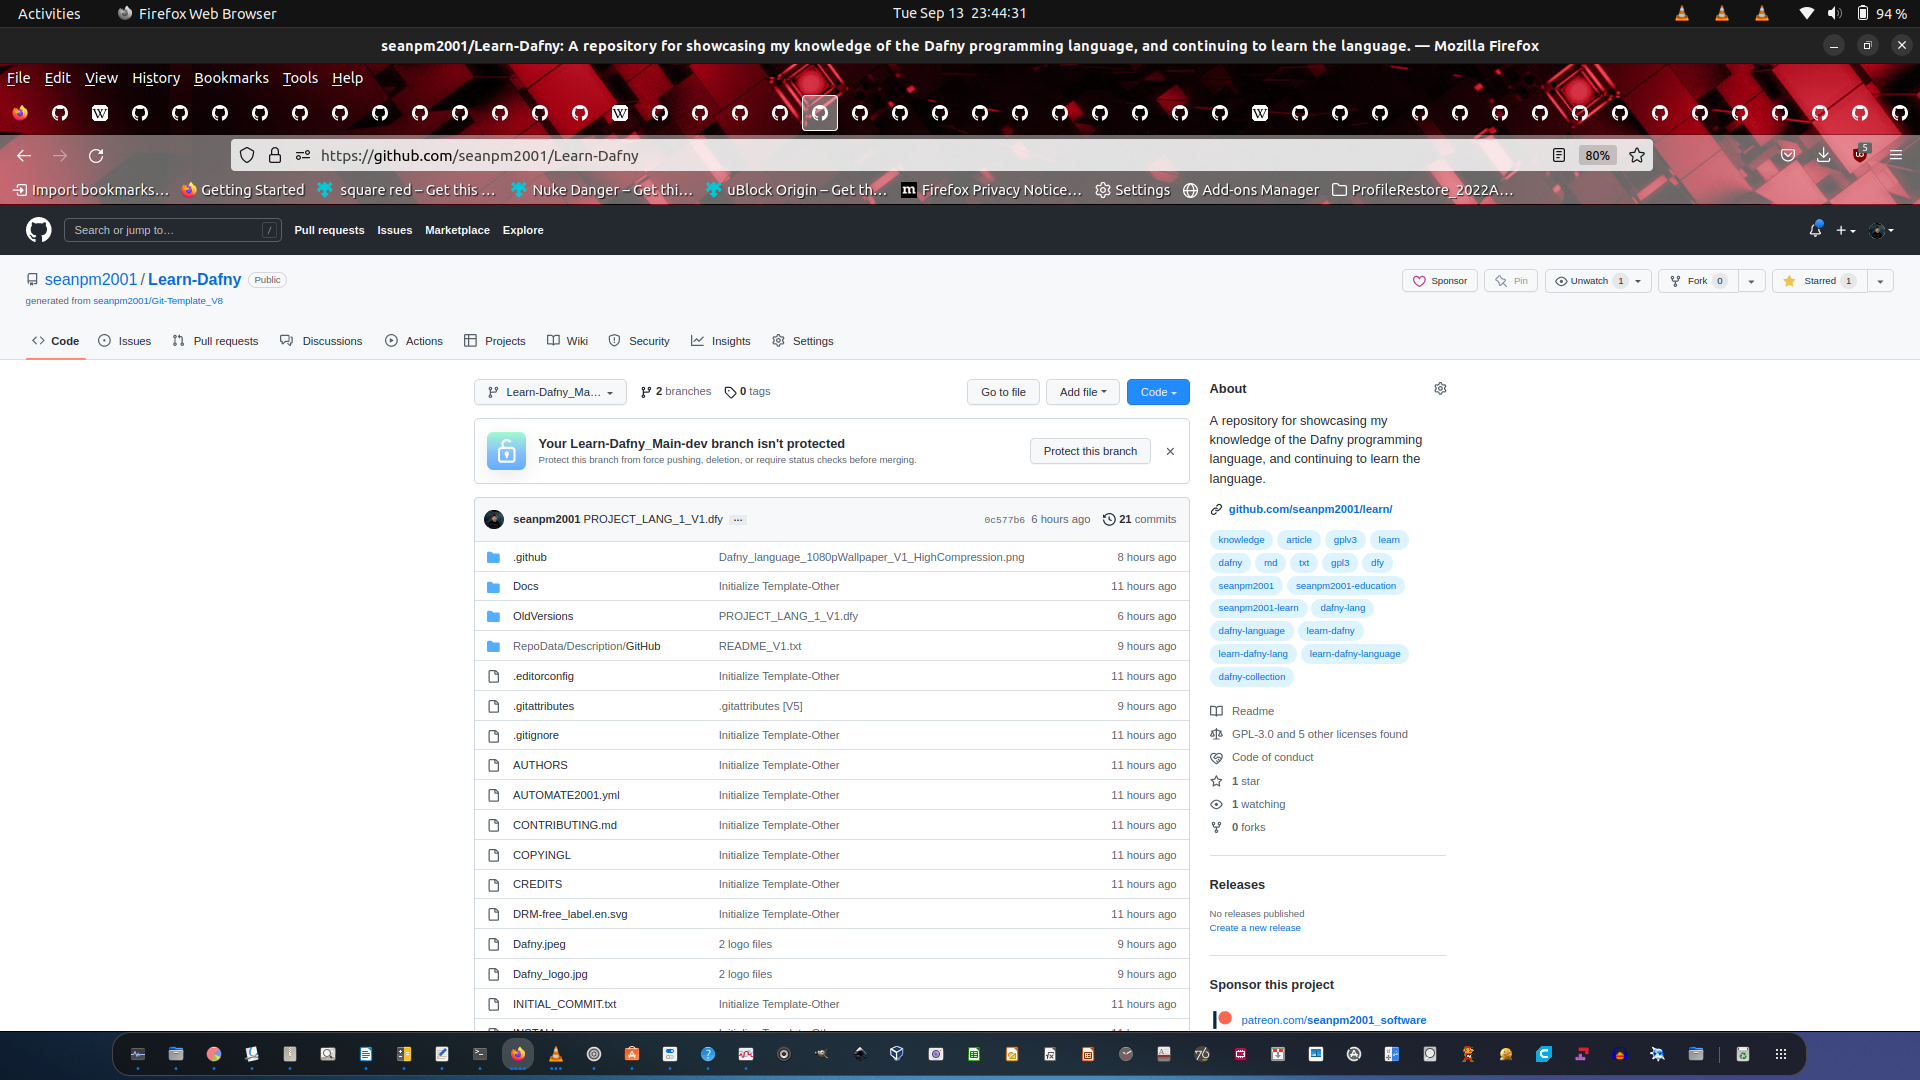 Activities
Firefox Web Browser
Tue Sep 13 23:44:31
94 %
seanpm2001/Learn-Dafny: A repository for showcasing my knowledge of the Dafny programming language, and continuing to learn the language. — Mozilla Firefox
File Edit View History Bookmarks Tools Help
https://github.com/seanpm2001/Learn-Dafny
80%
5
Import bookmarks…
Getting Started
square red – Get this …
Nuke Danger – Get thi…
uBlock Origin – Get th…
Firefox Privacy Notice…
Settings
Add-ons Manager
ProfileRestore_2022A…
Search or jump to…
/
Pull requests
Issues
Marketplace
Explore
seanpm2001 / Learn-Dafny
Public
generated from seanpm2001/Git-Template_V8
Sponsor
Pin
Unwatch 1
Fork 0
Starred 1
Code
Issues
Pull requests
Discussions
Actions
Projects
Wiki
Security
Insights
Settings
Learn-Dafny_Ma…
2 branches
0 tags
Go to file
Add file
Code
Your Learn-Dafny_Main-dev branch isn't protected
Protect this branch from force pushing, deletion, or require status checks before merging.
Protect this branch
seanpm2001 PROJECT_LANG_1_V1.dfy …
0c577b6 6 hours ago
21 commits
.github Dafny_language_1080pWallpaper_V1_HighCompression.png 8 hours ago
Docs Initialize Template-Other 11 hours ago
OldVersions PROJECT_LANG_1_V1.dfy 6 hours ago
RepoData/Description/GitHub README_V1.txt 9 hours ago
.editorconfig Initialize Template-Other 11 hours ago
.gitattributes .gitattributes [V5] 9 hours ago
.gitignore Initialize Template-Other 11 hours ago
AUTHORS Initialize Template-Other 11 hours ago
AUTOMATE2001.yml Initialize Template-Other 11 hours ago
CONTRIBUTING.md Initialize Template-Other 11 hours ago
COPYINGL Initialize Template-Other 11 hours ago
CREDITS Initialize Template-Other 11 hours ago
DRM-free_label.en.svg Initialize Template-Other 11 hours ago
Dafny.jpeg 2 logo files 9 hours ago
Dafny_logo.jpg 2 logo files 9 hours ago
INITIAL_COMMIT.txt Initialize Template-Other 11 hours ago
About
A repository for showcasing my
knowledge of the Dafny programming
language, and continuing to learn the
language.
github.com/seanpm2001/learn/
knowledge article gplv3 learn
dafny md txt gpl3 dfy
seanpm2001 seanpm2001-education
seanpm2001-learn dafny-lang
dafny-language learn-dafny
learn-dafny-lang learn-dafny-language
dafny-collection
Readme
GPL-3.0 and 5 other licenses found
Code of conduct
1 star
1 watching
0 forks
Releases
No releases published
Create a new release
Sponsor this project
patreon.com/seanpm2001_software